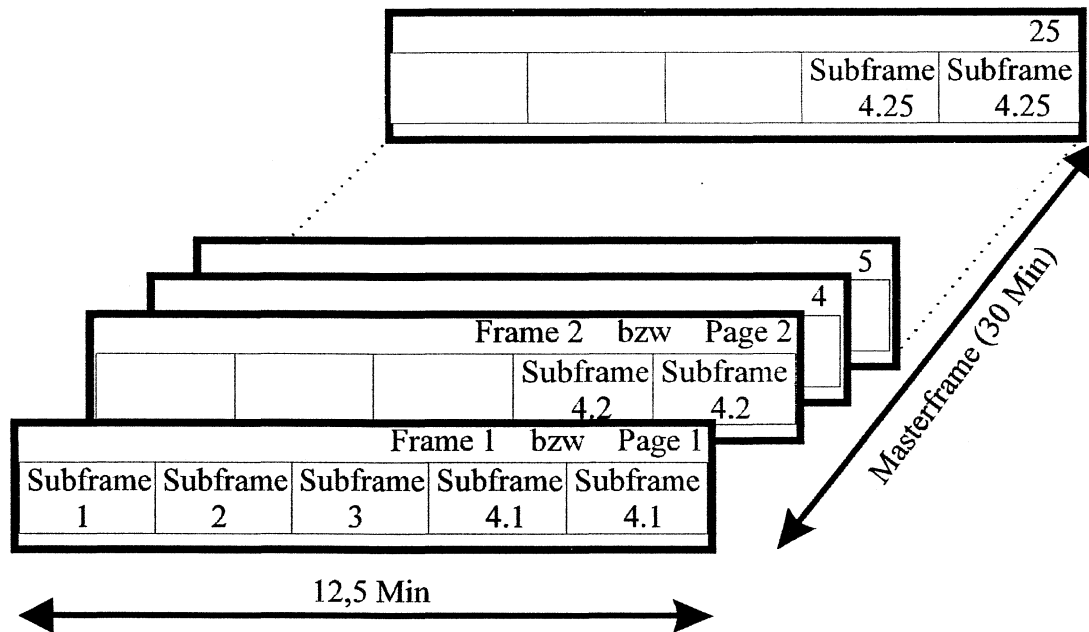 25
Subframe Subframe
4.25 4.25
5
4
Frame 2 bzw Page 2
Subframe Subframe
4.2 4.2
Frame 1 bzw Page 1
Subframe Subframe Subframe Subframe Subframe
1 2 3 4.1 4.1
Masterframe (30 Min)
12,5 Min